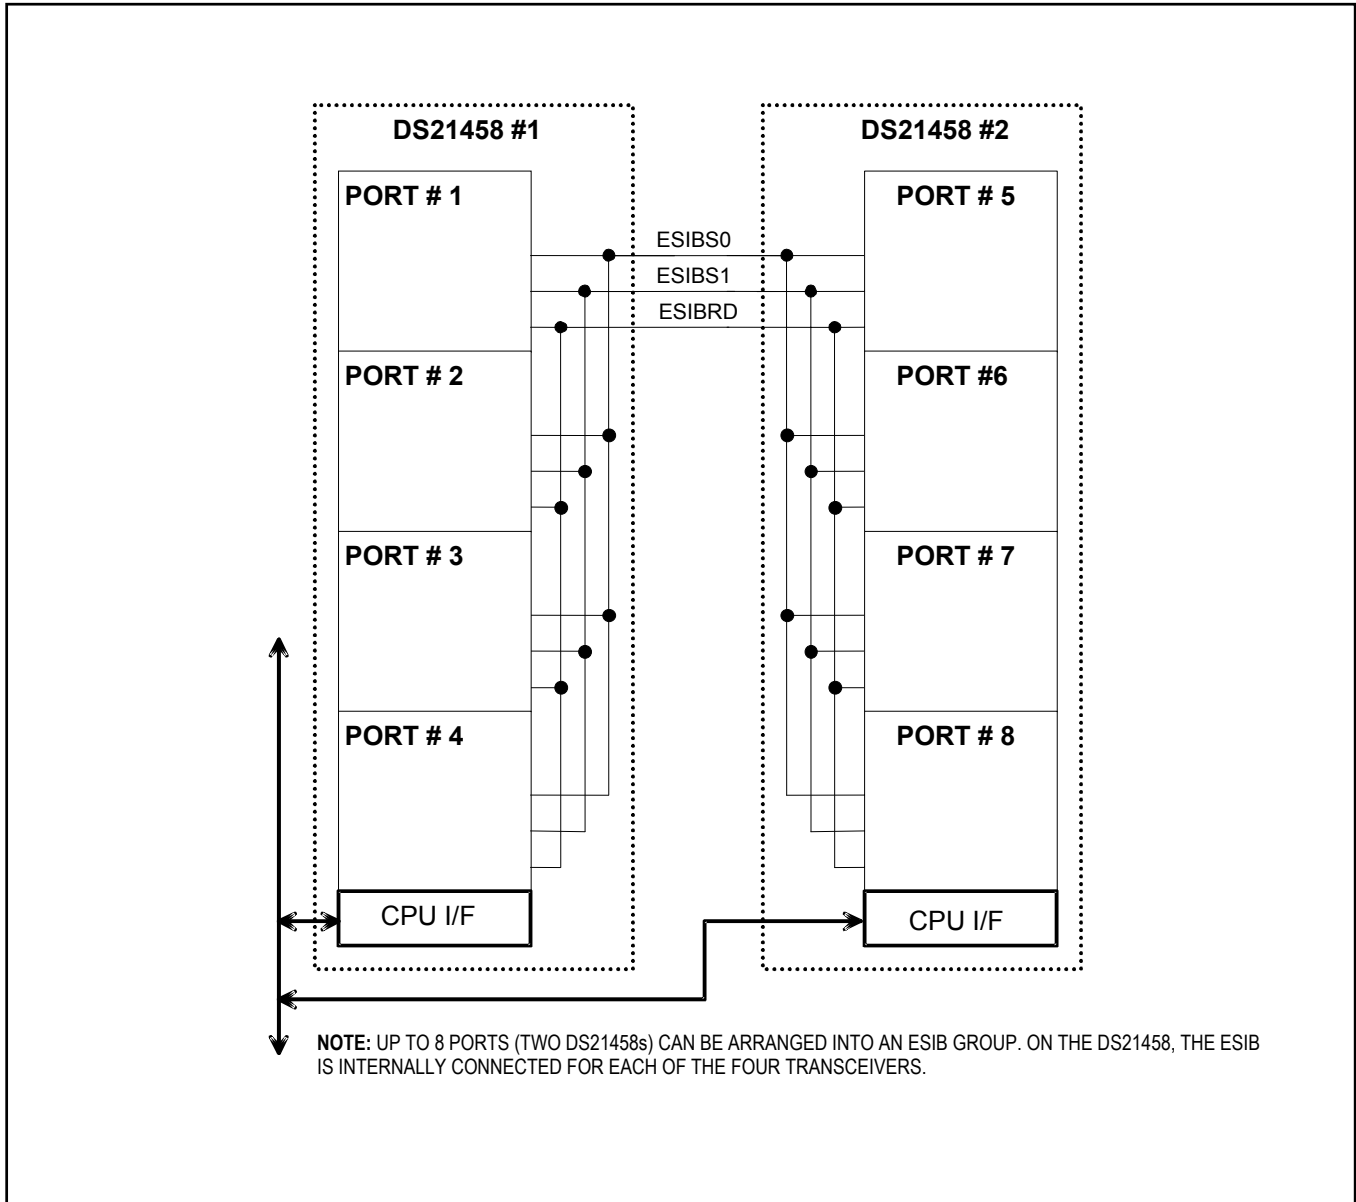 DS21458 #1
DS21458 #2
PORT # 1
PORT # 5
ESIBS0
ESIBS1
ESIBRD
PORT # 2
PORT #6
PORT # 3
PORT # 7
PORT # 4
PORT # 8
CPU I/F
CPU I/F
NOTE: UP TO 8 PORTS (TWO DS21458s) CAN BE ARRANGED INTO AN ESIB GROUP. ON THE DS21458, THE ESIB
IS INTERNALLY CONNECTED FOR EACH OF THE FOUR TRANSCEIVERS.